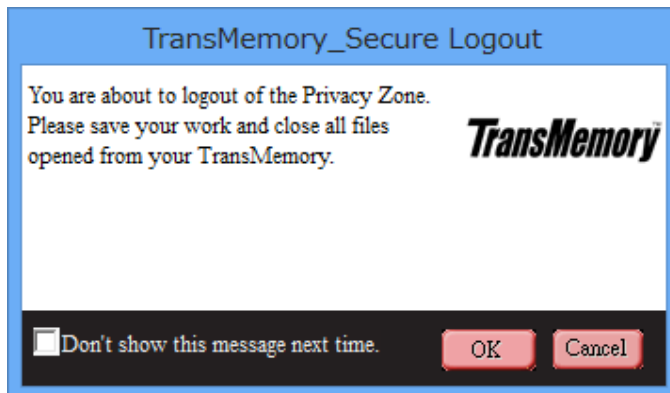 TransMemory_Secure Logout
You are about to logout of the Privacy Zone.
Please save your work and close all files
opened from your TransMemory.
TransMemory™
Don't show this message next time.
OK
Cancel